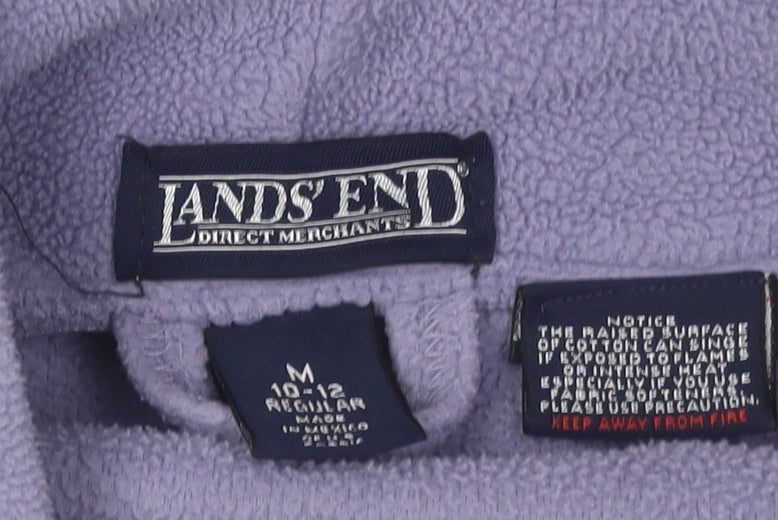 LANDS' END®
DIRECT MERCHANTS
M
10-12
REGULAR
MADE
IN MEXICO
OF U.S.
NOTICE
THE RAISED SURFACE
OF COTTON CAN SINGE
IF EXPOSED TO FLAMES
OR INTENSE HEAT
ESPECIALLY IF YOU USE
FABRIC SOFTENERS.
PLEASE USE PRECAUTION.
KEEP AWAY FROM FIRE